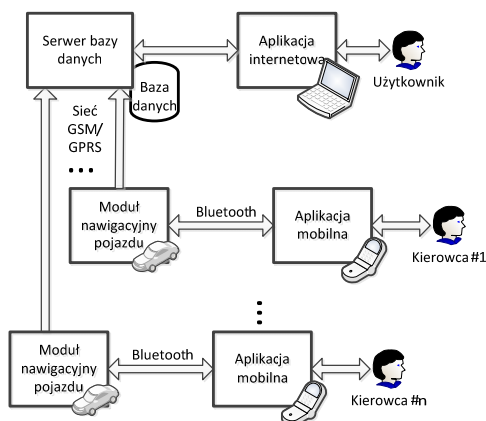 Serwer bazy
danych
Aplikacja
internetowa
Użytkownik
Baza
danych
Sieć
GSM/
GPRS
...
Moduł
nawigacyjny
pojazdu
Bluetooth
Aplikacja
mobilna
Kierowca #1
Moduł
nawigacyjny
pojazdu
Bluetooth
Aplikacja
mobilna
Kierowca #n